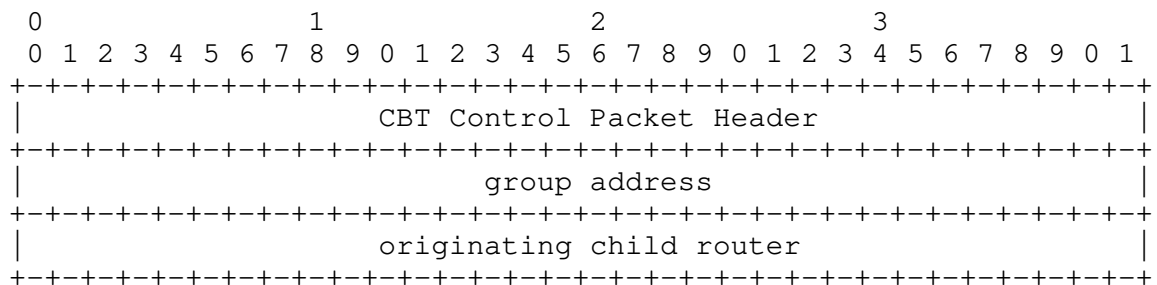 0                   1                   2                   3
 0 1 2 3 4 5 6 7 8 9 0 1 2 3 4 5 6 7 8 9 0 1 2 3 4 5 6 7 8 9 0 1
+-+-+-+-+-+-+-+-+-+-+-+-+-+-+-+-+-+-+-+-+-+-+-+-+-+-+-+-+-+-+-+-+
|                    CBT Control Packet Header                  |
+-+-+-+-+-+-+-+-+-+-+-+-+-+-+-+-+-+-+-+-+-+-+-+-+-+-+-+-+-+-+-+-+
|                          group address                        |
+-+-+-+-+-+-+-+-+-+-+-+-+-+-+-+-+-+-+-+-+-+-+-+-+-+-+-+-+-+-+-+-+
|                    originating child router                   |
+-+-+-+-+-+-+-+-+-+-+-+-+-+-+-+-+-+-+-+-+-+-+-+-+-+-+-+-+-+-+-+-+